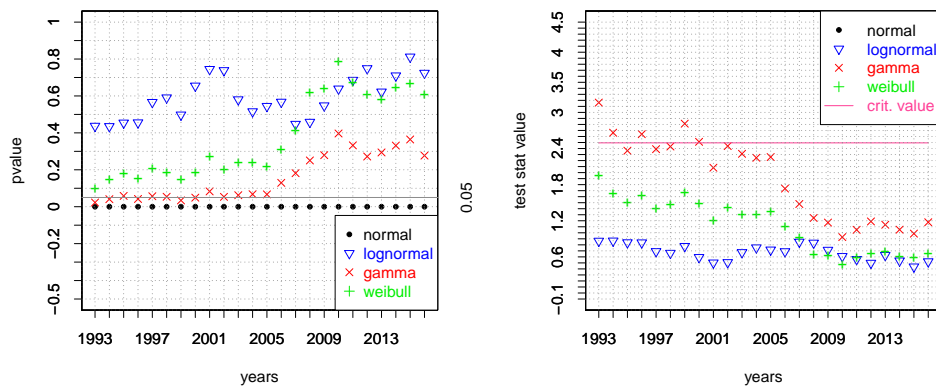 pvalue
1
0.8
0.6
0.4
0.2
0
−0.2
−0.5
normal
lognormal
gamma
weibull
0.05
1993 1997 2001 2005 2009 2013
years
test stat value
4.5
4
3.5
3
2.4
1.8
1.2
0.6
−0.1
normal
lognormal
gamma
weibull
crit. value
1993 1997 2001 2005 2009 2013
years